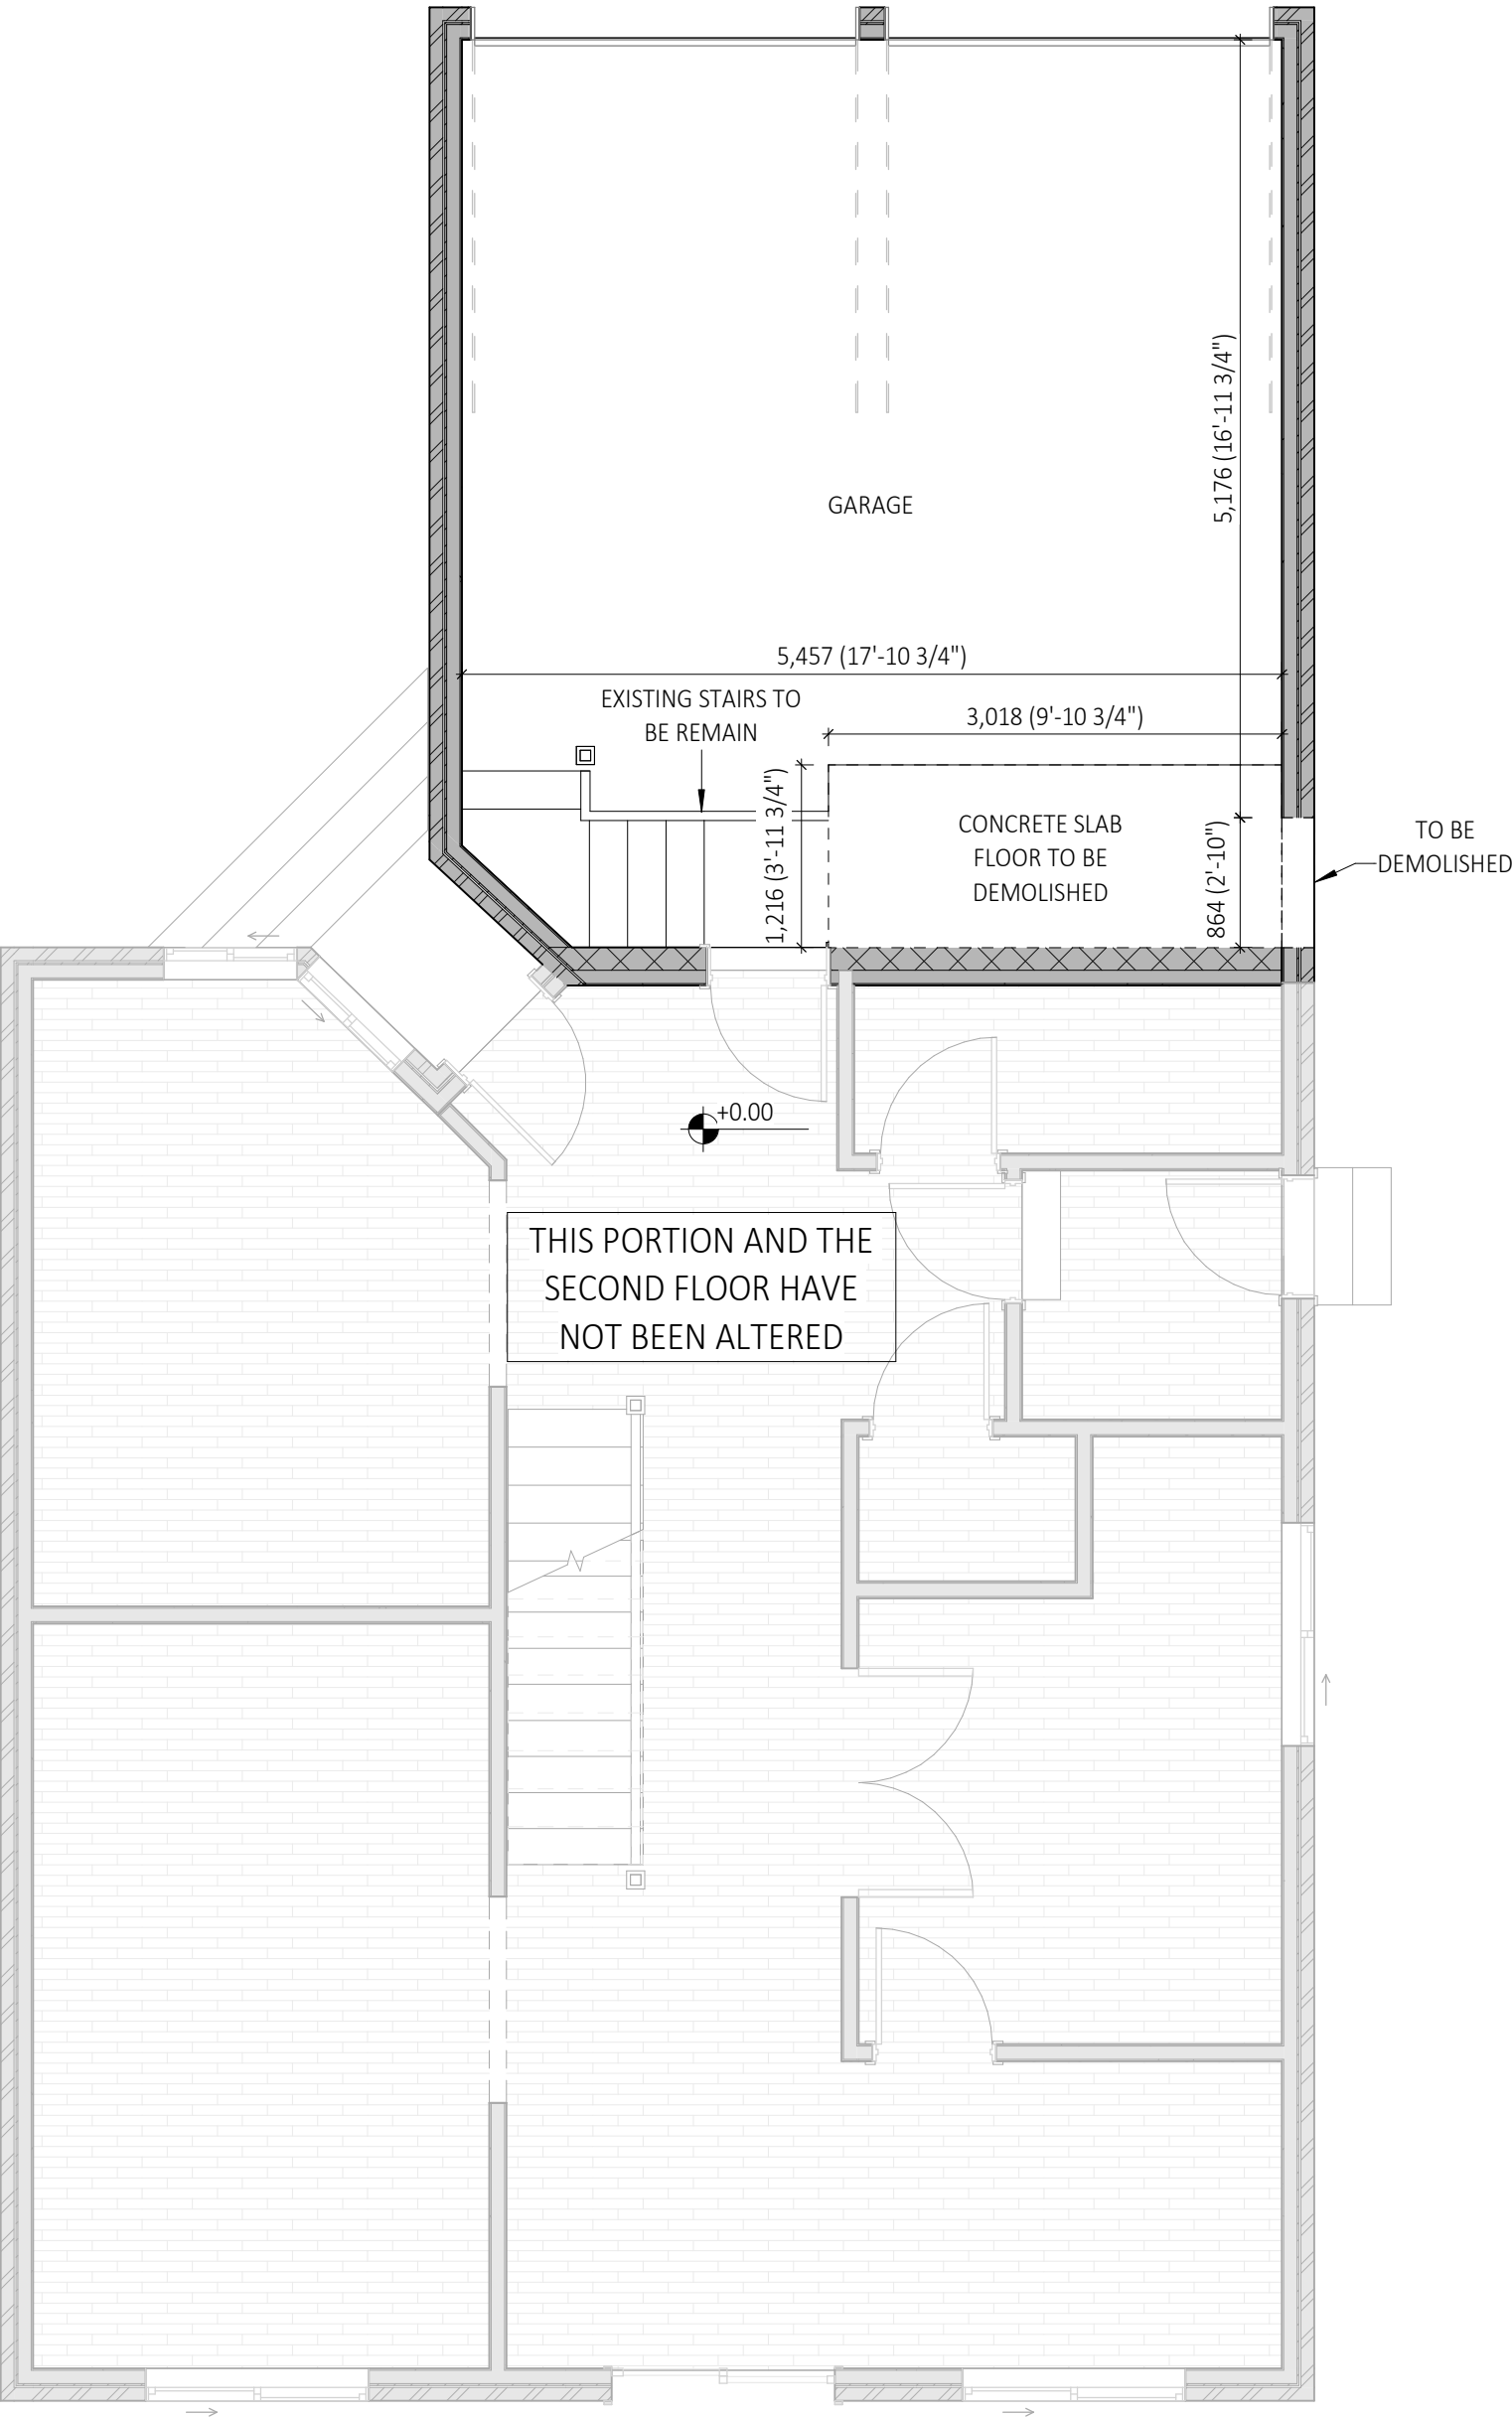 5,176 (16'-11 3/4")
GARAGE
5,457 (17'-10 3/4")
EXISTING STAIRS TO
BE REMAIN
3,018 (9'-10 3/4")
1,216 (3'-11 3/4")
CONCRETE SLAB
FLOOR TO BE
DEMOLISHED
864 (2'-10")
TO BE
DEMOLISHED
+0.00
THIS PORTION AND THE
SECOND FLOOR HAVE
NOT BEEN ALTERED